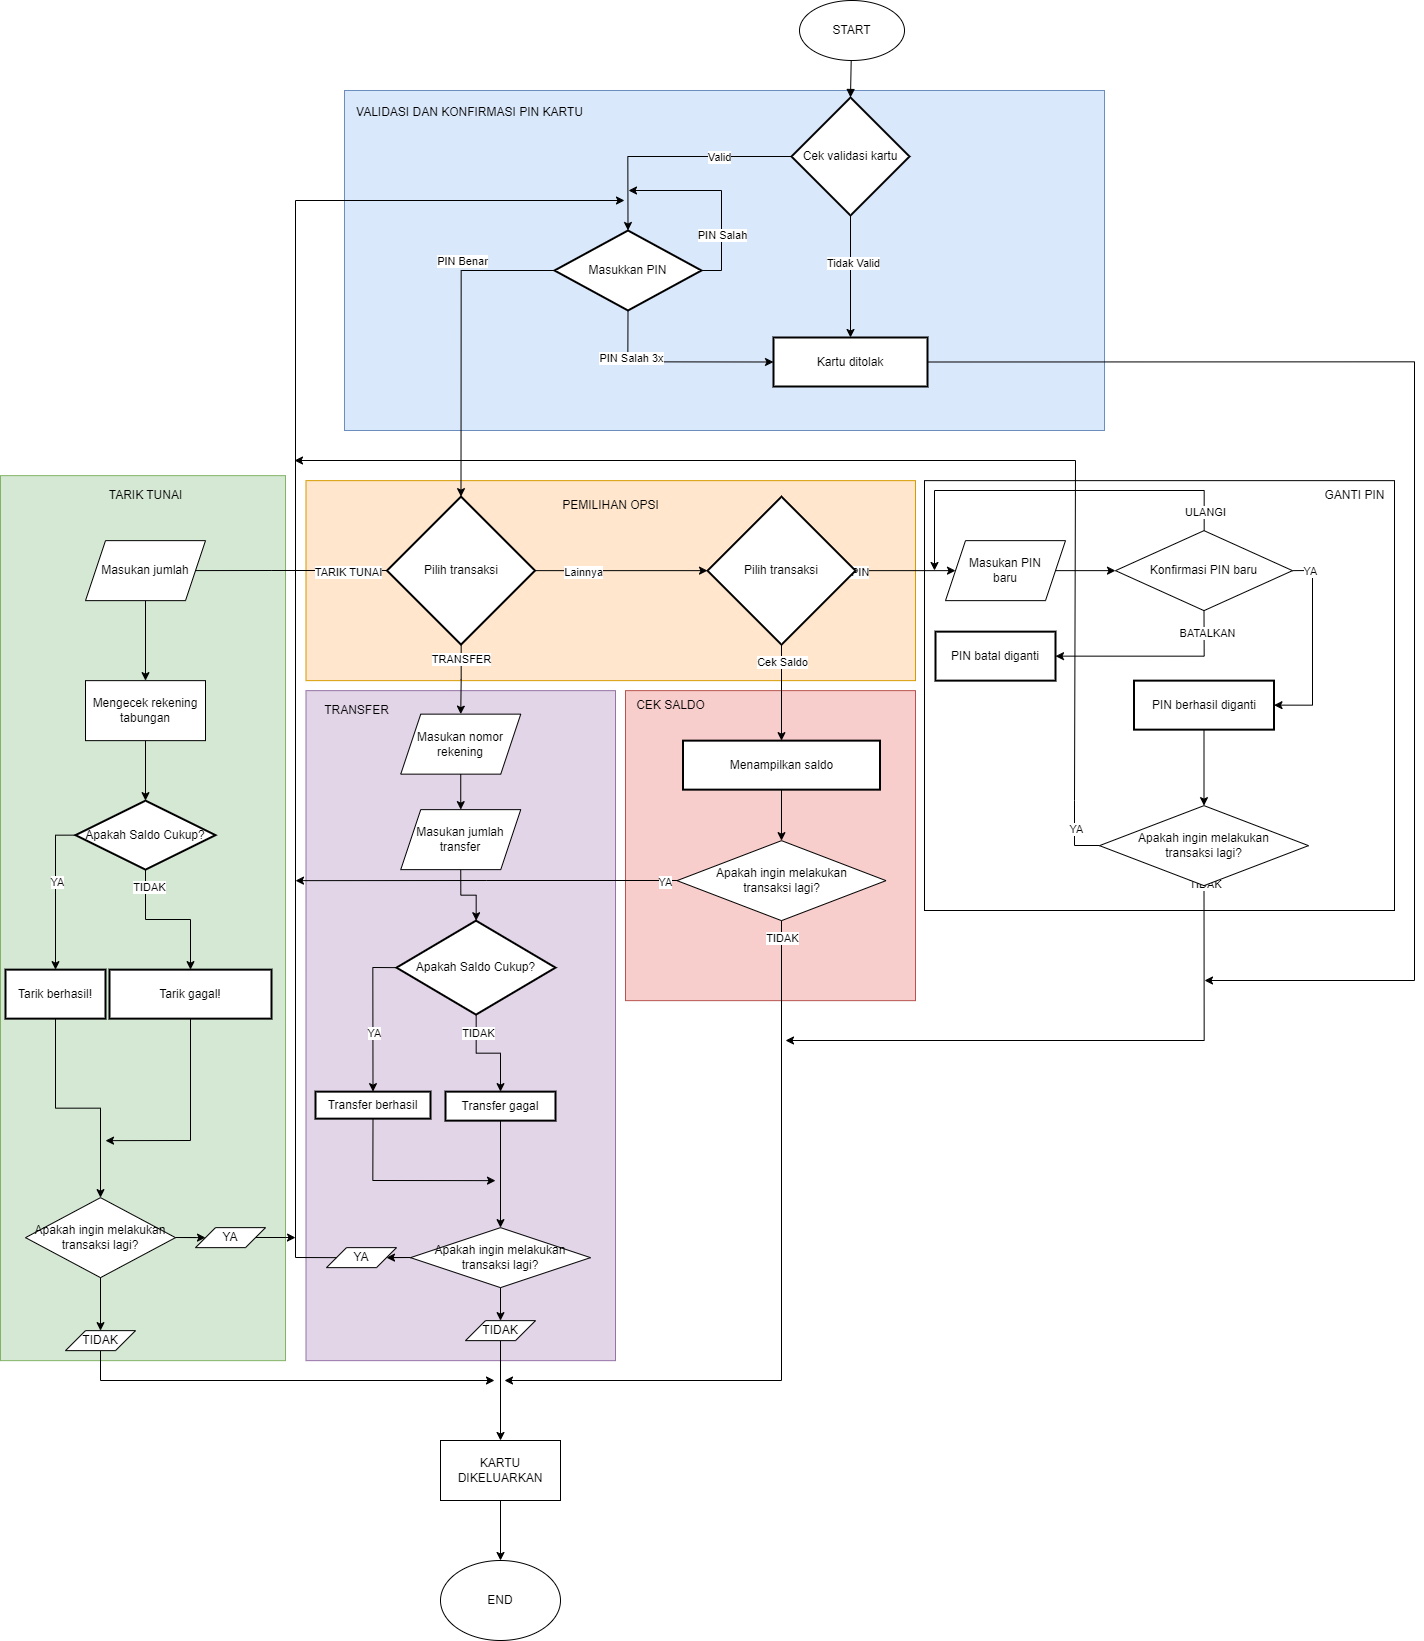 START
VALIDASI DAN KONFIRMASI PIN KARTU
Cek validasi kartu
Valid
PIN Salah
PIN Benar
Masukkan PIN
Tidak Valid
PIN Salah 3x
Kartu ditolak
TARIK TUNAI
Masukan jumlah
Mengecek rekening
tabungan
Apakah Saldo Cukup?
YA
TIDAK
Tarik berhasil!
Tarik gagal!
Apakah ingin melakukan
transaksi lagi?
YA
TIDAK
PEMILIHAN OPSI
TARIK TUNAI
Pilih transaksi
Lainnya
Pilih transaksi
PIN
TRANSFER
Cek Saldo
TRANSFER
Masukan nomor
rekening
Masukan jumlah
transfer
Apakah Saldo Cukup?
YA
TIDAK
Transfer berhasil
Transfer gagal
Apakah ingin melakukan
transaksi lagi?
YA
TIDAK
CEK SALDO
Menampilkan saldo
Apakah ingin melakukan
transaksi lagi?
YA
TIDAK
GANTI PIN
ULANGI
Masukan PIN
baru
Konfirmasi PIN baru
YA
BATALKAN
PIN batal diganti
PIN berhasil diganti
YA
Apakah ingin melakukan
transaksi lagi?
TIDAK
KARTU
DIKELUARKAN
END